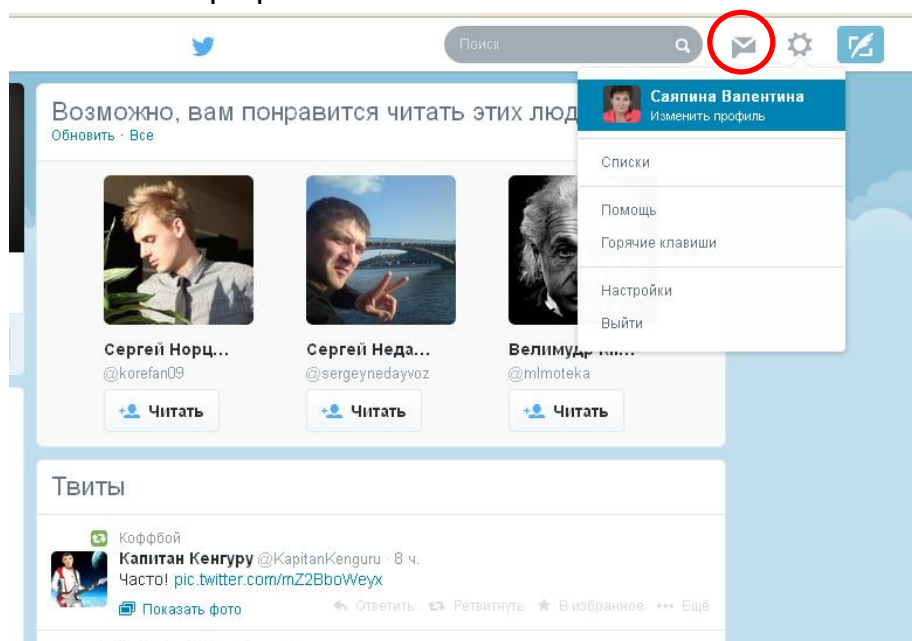 Поиск
Саяпина Валентина
Изменить профиль
Возможно, вам понравится читать этих люд
Обновить · Все
Списки
Помощь
Горячие клавиши
Настройки
Выйти
Сергей Норц... Сергей Неда... Велимудр
@korefan09 @sergeynedayvoz @mlmoteka
Читать Читать Читать
Твиты
Коффбой
Капитан Кенгуру @KapitanKenguru · 8 ч.
Часто! pic.twitter.com/mZ2BboWeyx
Показать фото Ответить Ретвитнуть В избранное ••• Ещё